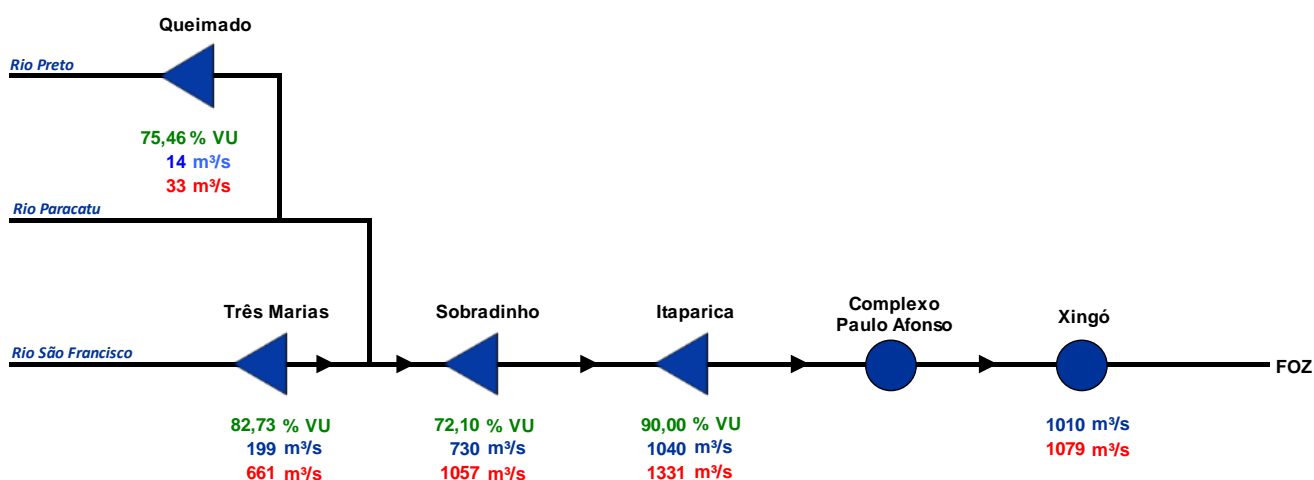 Queimado
Rio Preto
75,46 % VU
14 m³/s
33 m³/s
Rio Paracatu
Três Marias
Sobradinho
Itaparica
Complexo
Paulo Afonso
Xingó
Rio São Francisco
FOZ
82,73 % VU
199 m³/s
661 m³/s
72,10 % VU
730 m³/s
1057 m³/s
90,00 % VU
1040 m³/s
1331 m³/s
1010 m³/s
1079 m³/s